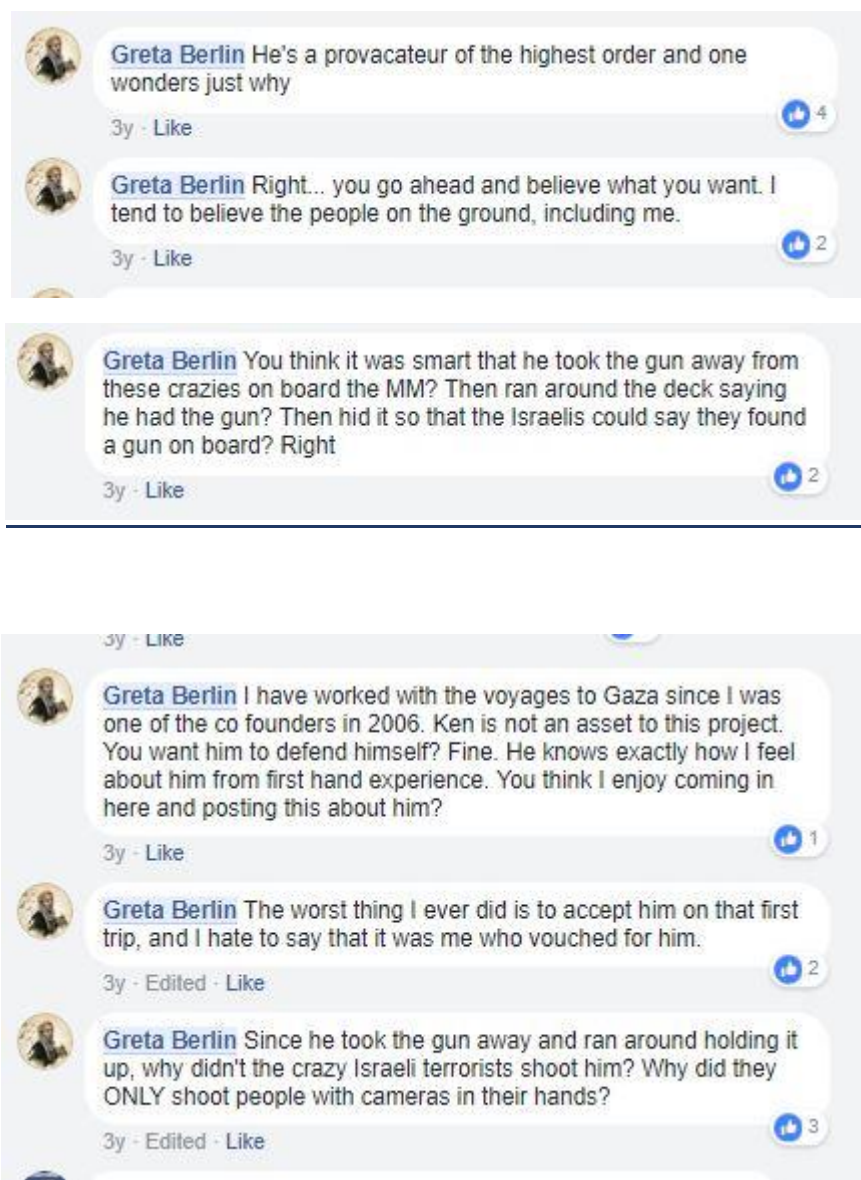 Greta Berlin He's a provacateur of the highest order and one
wonders just why
4
3y · Like
Greta Berlin Right... you go ahead and believe what you want. I
tend to believe the people on the ground, including me.
2
3y · Like
Greta Berlin You think it was smart that he took the gun away from
these crazies on board the MM? Then ran around the deck saying
he had the gun? Then hid it so that the Israelis could say they found
a gun on board? Right
2
3y · Like
3y · Like
Greta Berlin I have worked with the voyages to Gaza since I was
one of the co founders in 2006. Ken is not an asset to this project.
You want him to defend himself? Fine. He knows exactly how I feel
about him from first hand experience. You think I enjoy coming in
here and posting this about him?
1
3y · Like
Greta Berlin The worst thing I ever did is to accept him on that first
trip, and I hate to say that it was me who vouched for him.
2
3y · Edited · Like
Greta Berlin Since he took the gun away and ran around holding it
up, why didn't the crazy Israeli terrorists shoot him? Why did they
ONLY shoot people with cameras in their hands?
3
3y · Edited · Like